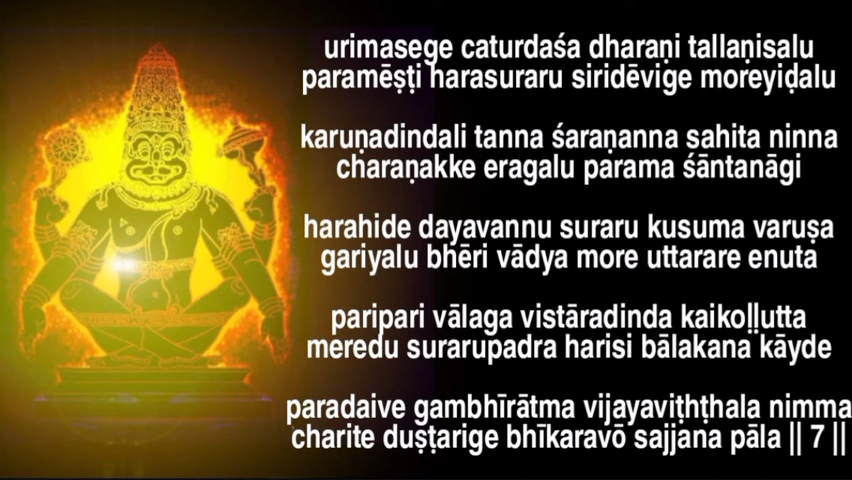 urimasege caturdaśa dharaṇi tallaṇisalu
paramēṣṭi harasuraru siridēvige moreyiḍalu
karuṇadindali tanna śaraṇanna sahita ninna
charaṇakke eragalu parama śāntanāgi
harahide dayavannu suraru kusuma varuṣa
gariyalu bhēri vādya more uttarare enuta
paripari vālaga vistāradinda kaikoḷḷutta
meredu surarupadra harisi bālakana kāyde
paradaive gambhīrātma vijayaviṭhṭhala nimma
charite duṣṭarige bhīkaravō sajjana pāla || 7 ||